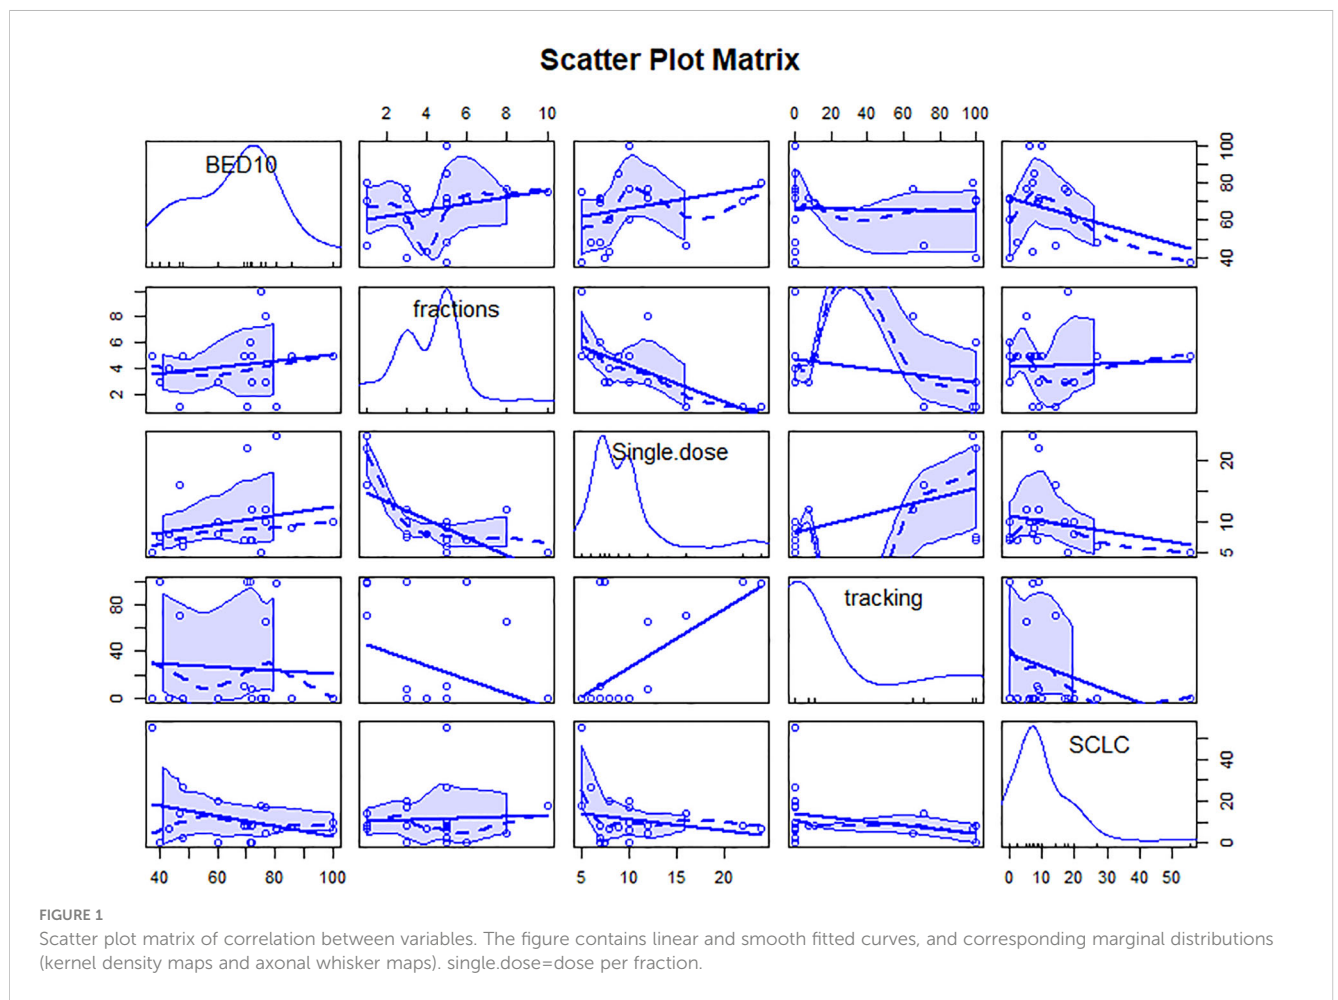 Scatter Plot Matrix
2 4 6 8 10
0 20 40 60 80 100
BED10
40 60 80 100
fractions
2 4 6 8
Single.dose
5 10 20
tracking
0 40 80
SCLC
0 20 40
40 60 80 100
5 10 15 20
0 10 20 30 40 50
FIGURE 1
Scatter plot matrix of correlation between variables. The figure contains linear and smooth fitted curves, and corresponding marginal distributions
(kernel density maps and axonal whisker maps). single.dose=dose per fraction.